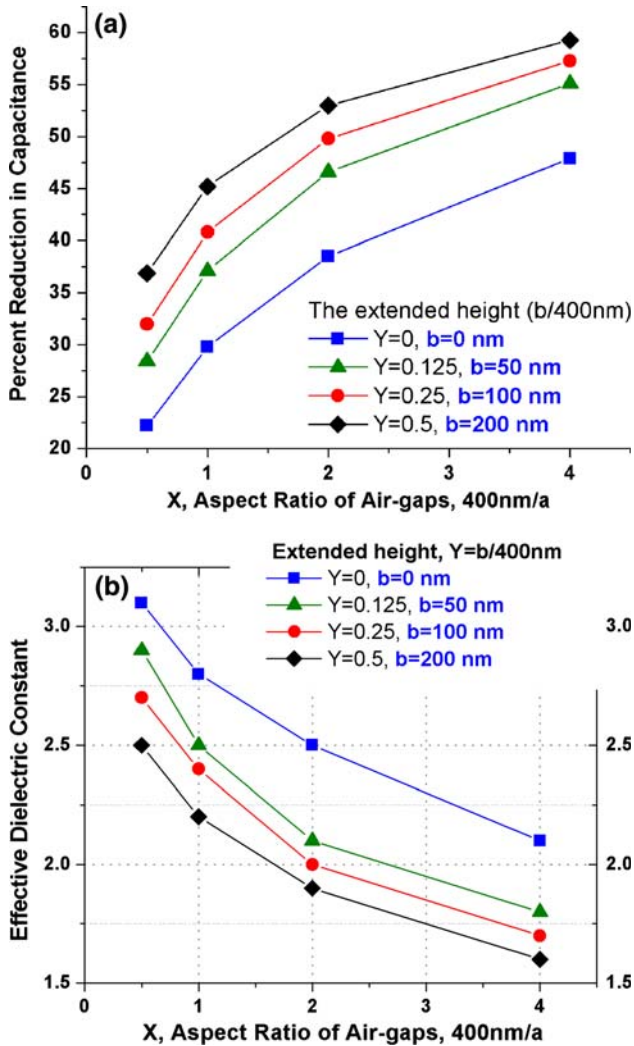 (a)
Percent Reduction in Capacitance
60
55
50
45
40
35
30
25
20
The extended height (b/400nm)
Y=0, b=0 nm
Y=0.125, b=50 nm
Y=0.25, b=100 nm
Y=0.5, b=200 nm
0 1 2 3 4
X, Aspect Ratio of Air-gaps, 400nm/a
(b)
Extended height, Y=b/400nm
Y=0, b=0 nm
Y=0.125, b=50 nm
Y=0.25, b=100 nm
Y=0.5, b=200 nm
Effective Dielectric Constant
3.0 3.0
2.5 2.5
2.0 2.0
1.5 1.5
0 1 2 3 4
X, Aspect Ratio of Air-gaps, 400nm/a